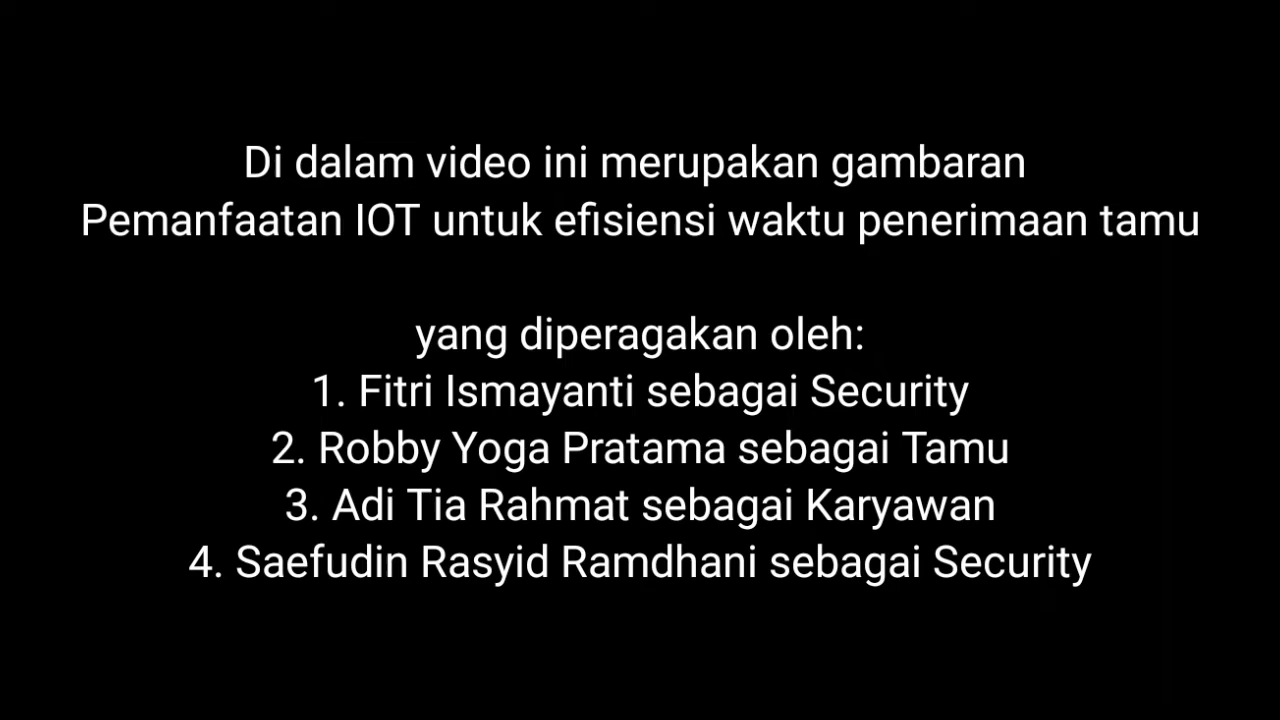 Di dalam video ini merupakan gambaran
Pemanfaatan IOT untuk efisiensi waktu penerimaan tamu
yang diperagakan oleh:
1. Fitri Ismayanti sebagai Security
2. Robby Yoga Pratama sebagai Tamu
3. Adi Tia Rahmat sebagai Karyawan
4. Saefudin Rasyid Ramdhani sebagai Security